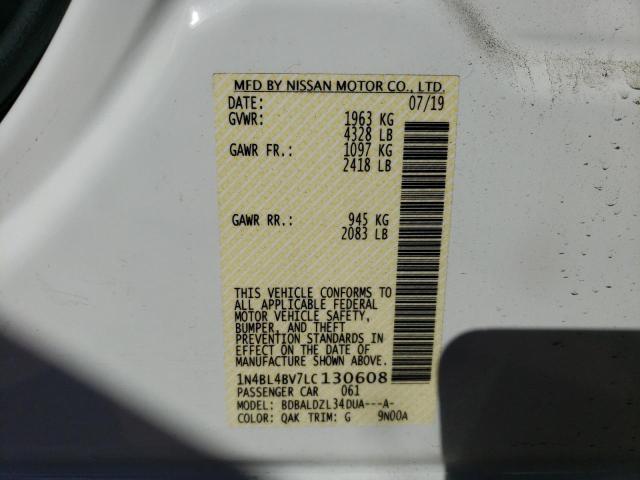 MFD BY NISSAN MOTOR CO., LTD.
DATE: 07/19
GVWR: 1963 KG
4328 LB
GAWR FR.: 1097 KG
2418 LB
GAWR RR.: 945 KG
2083 LB
THIS VEHICLE CONFORMS TO
ALL APPLICABLE FEDERAL
MOTOR VEHICLE SAFETY,
BUMPER, AND THEFT
PREVENTION STANDARDS IN
EFFECT ON THE DATE OF
MANUFACTURE SHOWN ABOVE.
1N4BL4BV7LC130608
PASSENGER CAR 061
MODEL: BDBALDZL34DUA---A-
COLOR: QAK TRIM: G 9N00A